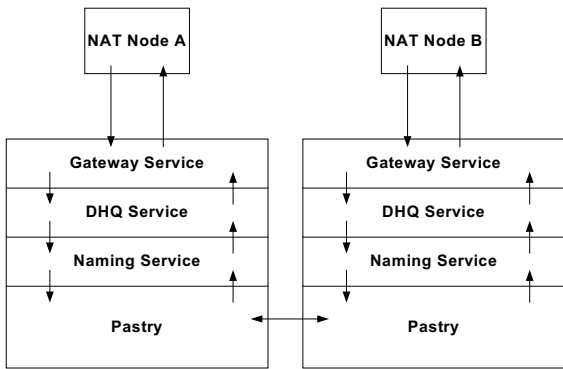 NAT Node A
NAT Node B
Gateway Service
DHQ Service
Naming Service
Pastry
Gateway Service
DHQ Service
Naming Service
Pastry